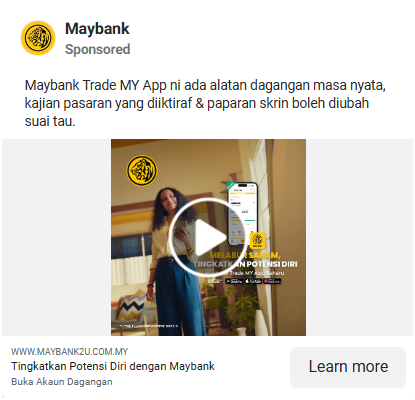 Maybank
Sponsored
Maybank Trade MY App ni ada alatan dagangan masa nyata,
kajian pasaran yang diiktiraf & paparan skrin boleh diubah
suai tau.
MELABUR SAHAM,
TINGKATKAN POTENSI DIRI
Trade MY App Baharu
WWW.MAYBANK2U.COM.MY
Tingkatkan Potensi Diri dengan Maybank
Buka Akaun Dagangan
Learn more